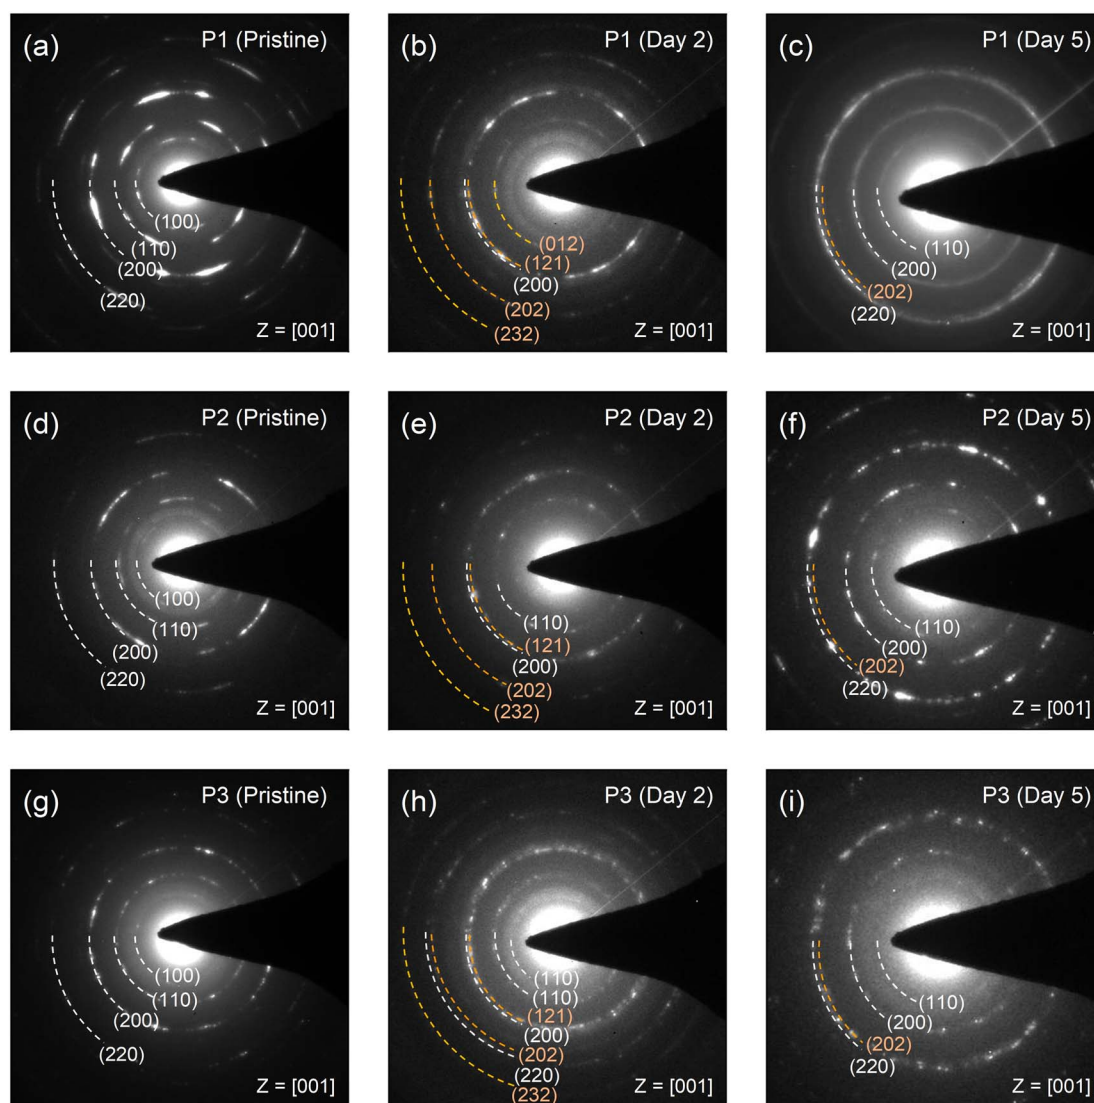 (a) P1 (Pristine)
(100)
(110)
(200)
(220)
Z = [001]
(b) P1 (Day 2)
(012)
(121)
(200)
(202)
(232)
Z = [001]
(c) P1 (Day 5)
(110)
(200)
(202)
(220)
Z = [001]
(d) P2 (Pristine)
(100)
(110)
(200)
(220)
Z = [001]
(e) P2 (Day 2)
(110)
(121)
(200)
(202)
(232)
Z = [001]
(f) P2 (Day 5)
(110)
(200)
(202)
(220)
Z = [001]
(g) P3 (Pristine)
(100)
(110)
(200)
(220)
Z = [001]
(h) P3 (Day 2)
(110)
(110)
(121)
(200)
(202)
(220)
(232)
Z = [001]
(i) P3 (Day 5)
(110)
(200)
(202)
(220)
Z = [001]